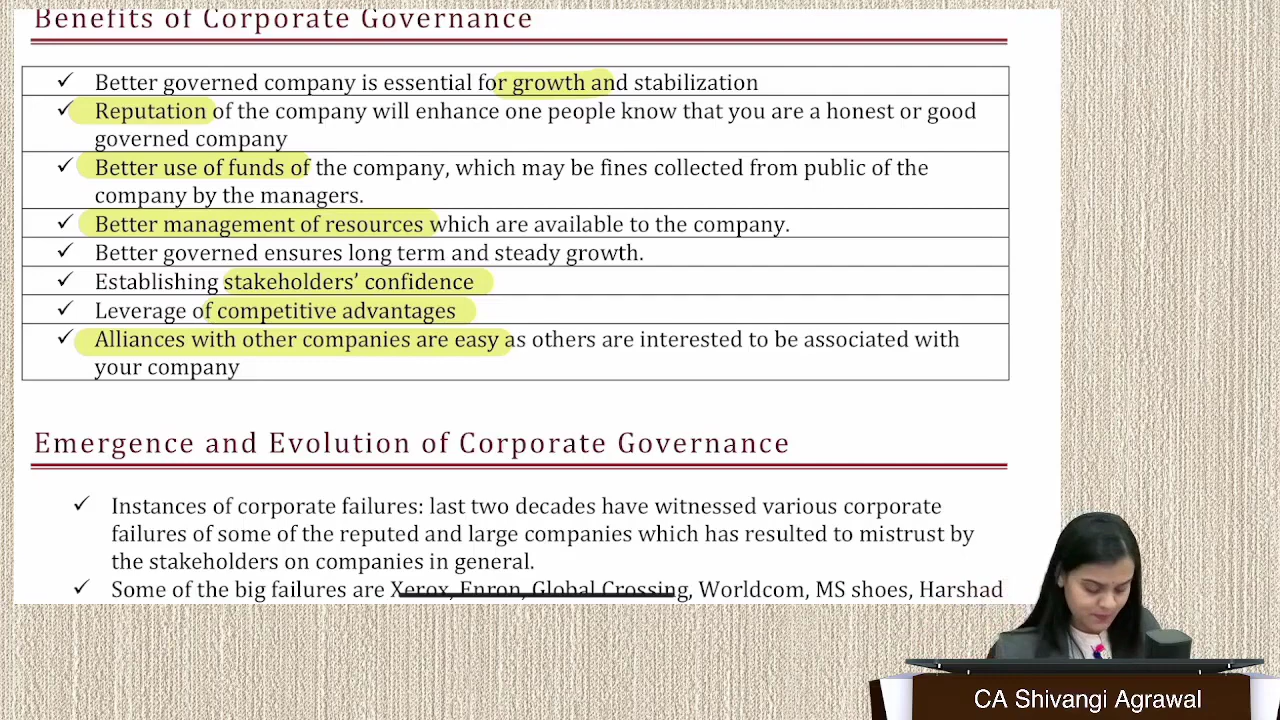 Benefits of Corporate Governance
✓ Better governed company is essential for growth and stabilization
✓ Reputation of the company will enhance one people know that you are a honest or good
governed company
✓ Better use of funds of the company, which may be fines collected from public of the
company by the managers.
✓ Better management of resources which are available to the company.
✓ Better governed ensures long term and steady growth.
✓ Establishing stakeholders’ confidence
✓ Leverage of competitive advantages
✓ Alliances with other companies are easy as others are interested to be associated with
your company
Emergence and Evolution of Corporate Governance
✓ Instances of corporate failures: last two decades have witnessed various corporate
failures of some of the reputed and large companies which has resulted to mistrust by
the stakeholders on companies in general.
✓ Some of the big failures are Xerox, Enron, Global Crossing, Worldcom, MS shoes, Harshad
CA Shivangi Agrawal